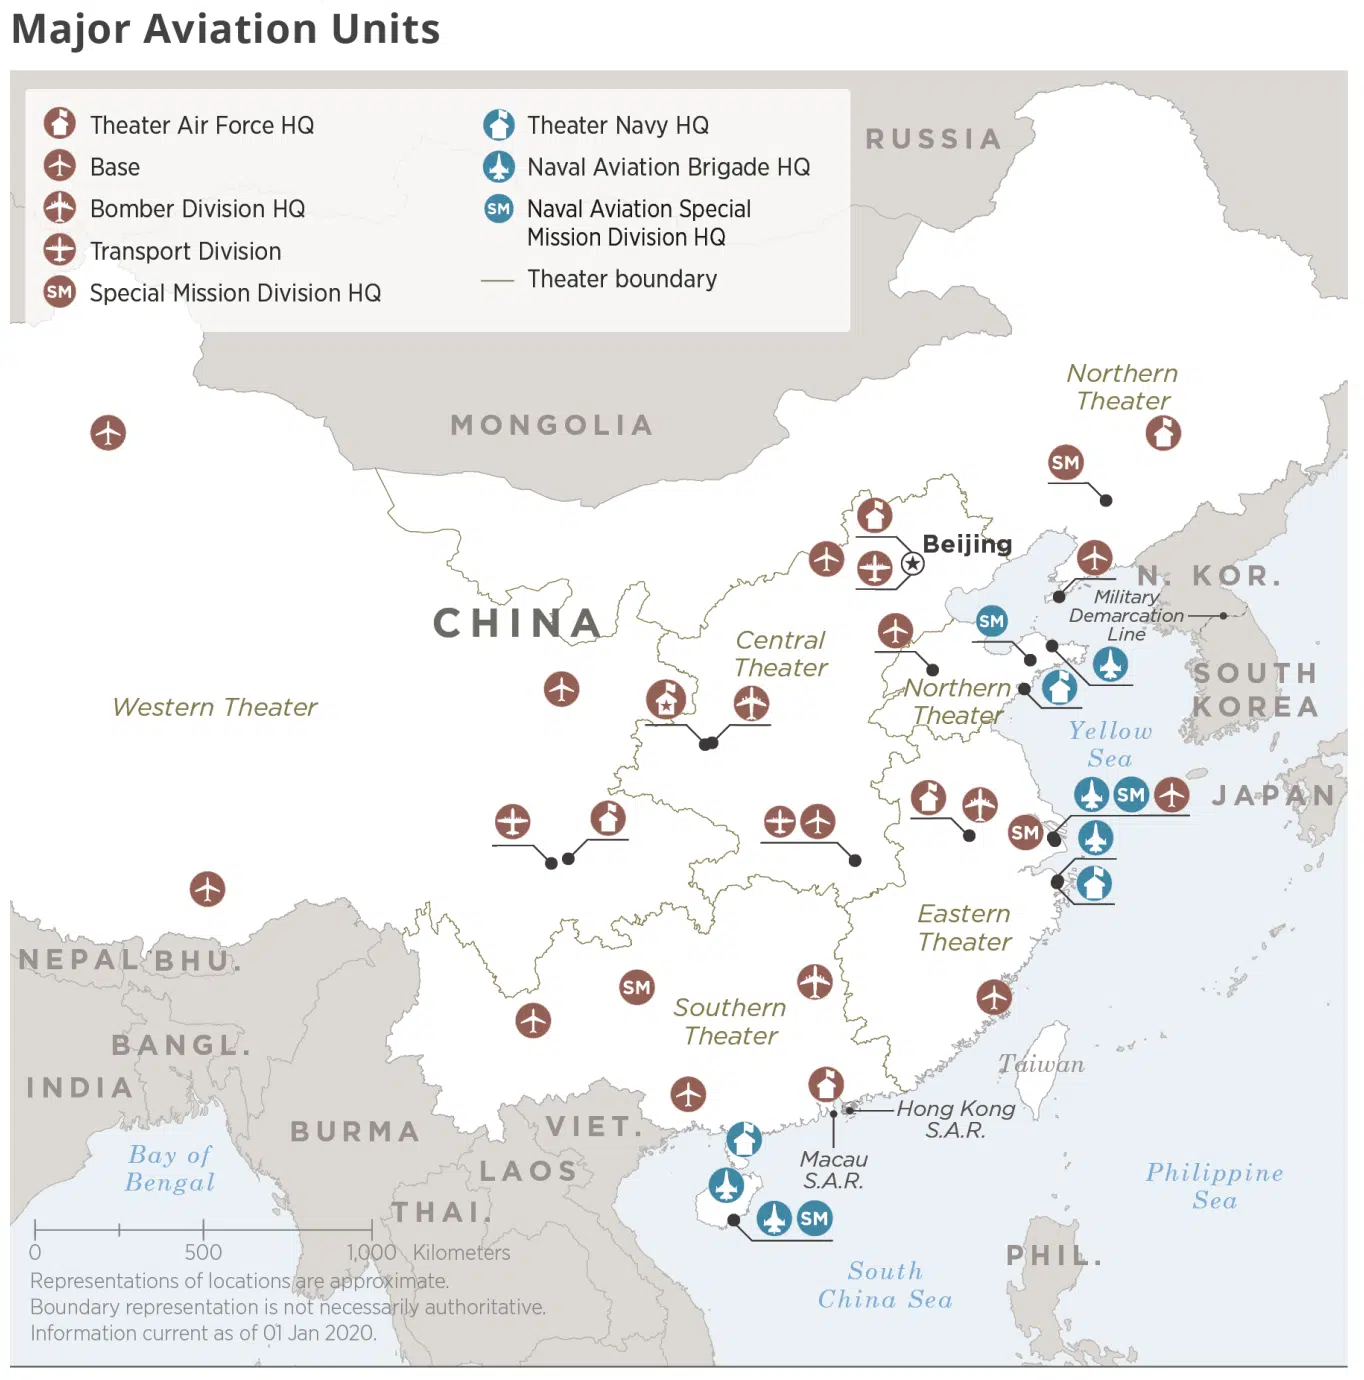 Major Aviation Units
Theater Air Force HQ
Base
Bomber Division HQ
Transport Division
SM Special Mission Division HQ
Theater Navy HQ
Naval Aviation Brigade HQ
SM Naval Aviation Special
Mission Division HQ
Theater boundary
RUSSIA
MONGOLIA
Northern
Theater
SM
Beijing
N. KOR.
Military
Demarcation
Line
CHINA
SM
Central
Theater
SOUTH
KOREA
Northern
Theater
Western Theater
Yellow
Sea
SM
JAPAN
SM
Eastern
Theater
NEPAL
BHU.
SM
Southern
Theater
BANGL.
Taiwan
INDIA
Hong Kong
S.A.R.
VIET.
BURMA
Macau
S.A.R.
LAOS
Bay of
Bengal
Philippine
Sea
THAI.
SM
0 500 1,000 Kilometers
PHIL.
South
China Sea
Representations of locations are approximate.
Boundary representation is not necessarily authoritative.
Information current as of 01 Jan 2020.